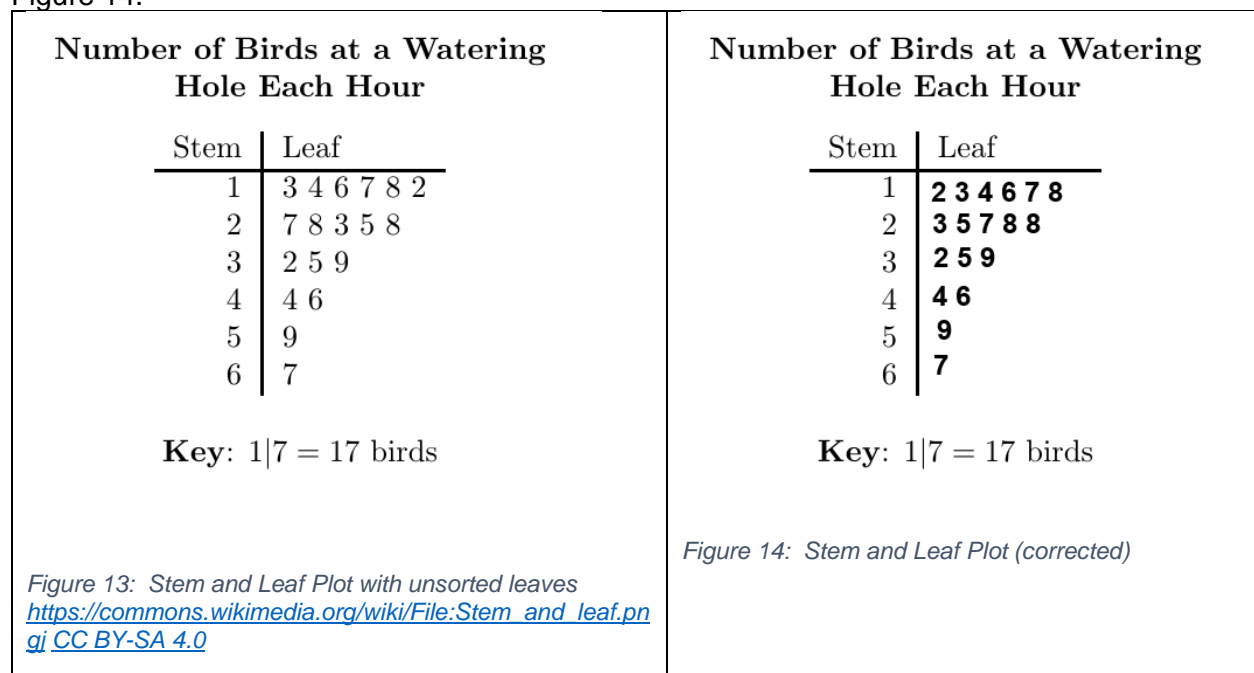 Figure 14.
Number of Birds at a Watering
Hole Each Hour
Stem Leaf
1 3 4 6 7 8 2
2 7 8 3 5 8
3 2 5 9
4 4 6
5 9
6 7
Key: 1|7 = 17 birds
Figure 13: Stem and Leaf Plot with unsorted leaves
https://commons.wikimedia.org/wiki/File:Stem_and_leaf.pn
gj CC BY-SA 4.0
Number of Birds at a Watering
Hole Each Hour
Stem Leaf
1 2 3 4 6 7 8
2 3 5 7 8 8
3 2 5 9
4 4 6
5 9
6 7
Key: 1|7 = 17 birds
Figure 14: Stem and Leaf Plot (corrected)